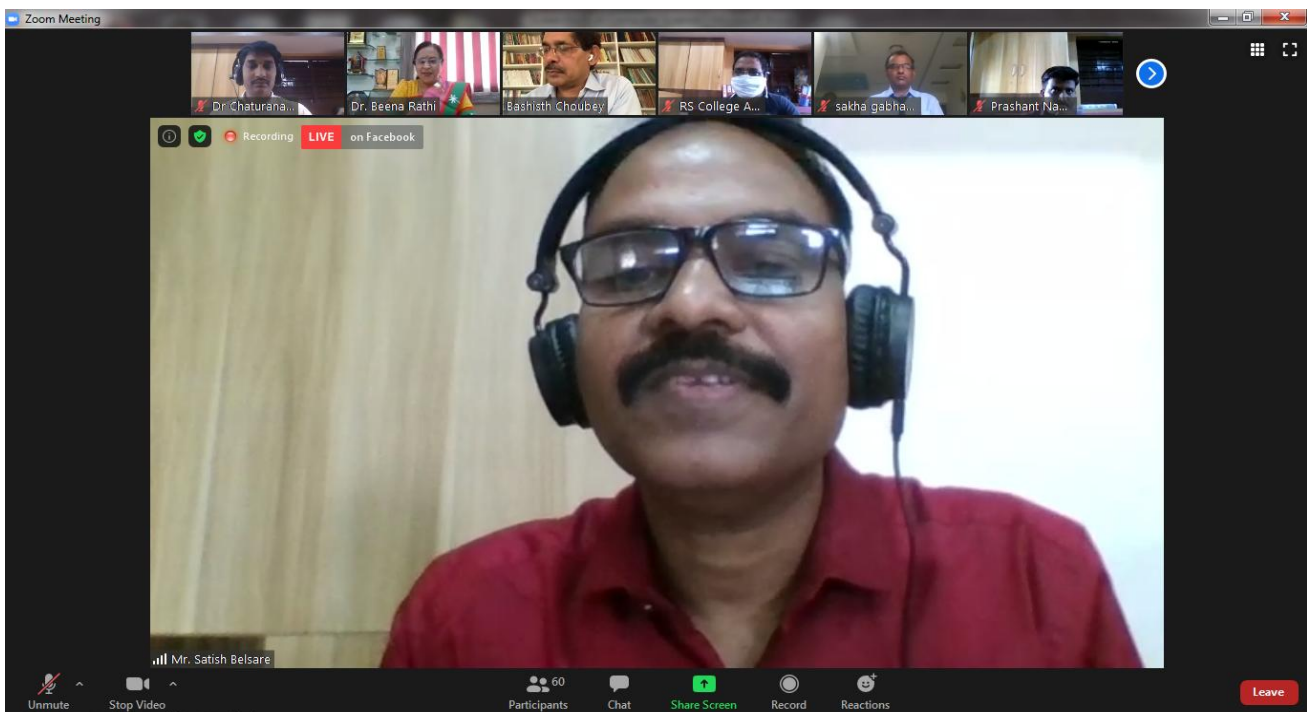 Zoom Meeting
Dr Chaturana...
Dr. Beena Rathi
Bashisth Choubey
RS College A...
sakha gabha...
Prashant Na...
Recording LIVE on Facebook
Mr. Satish Belsare
Unmute
Stop Video
60
Participants
Chat
Share Screen
Record
Reactions
Leave